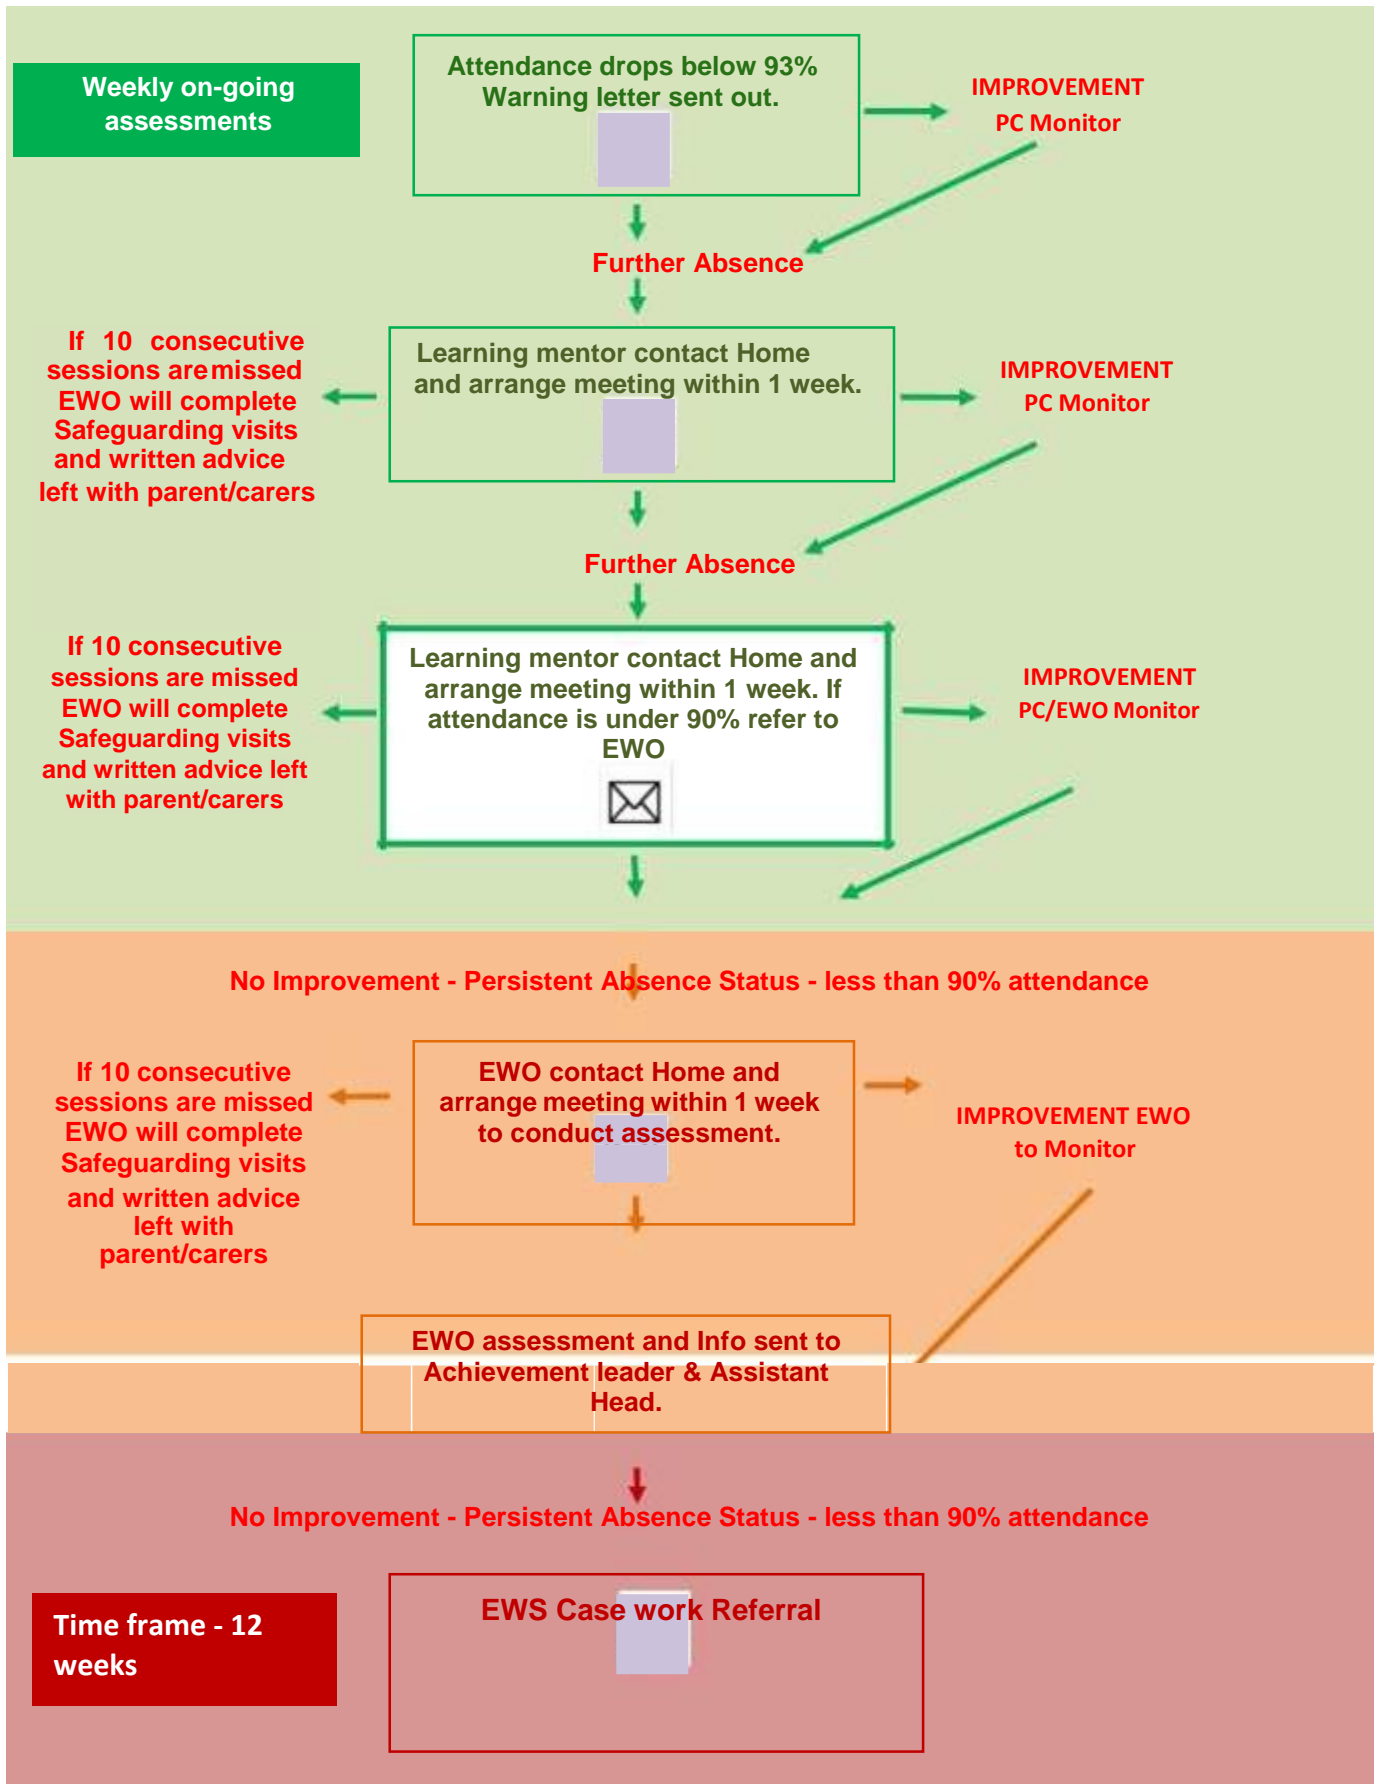 Weekly on-going
assessments
Attendance drops below 93%
Warning letter sent out.
IMPROVEMENT
PC Monitor
Further Absence
If 10 consecutive
sessions are missed
EWO will complete
Safeguarding visits
and written advice
left with parent/carers
Learning mentor contact Home
and arrange meeting within 1 week.
IMPROVEMENT
PC Monitor
Further Absence
If 10 consecutive
sessions are missed
EWO will complete
Safeguarding visits
and written advice left
with parent/carers
Learning mentor contact Home and
arrange meeting within 1 week. If
attendance is under 90% refer to
EWO
IMPROVEMENT
PC/EWO Monitor
No Improvement - Persistent Absence Status - less than 90% attendance
If 10 consecutive
sessions are missed
EWO will complete
Safeguarding visits
and written advice
left with
parent/carers
EWO contact Home and
arrange meeting within 1 week
to conduct assessment.
IMPROVEMENT EWO
to Monitor
EWO assessment and Info sent to
Achievement leader & Assistant
Head.
No Improvement - Persistent Absence Status - less than 90% attendance
Time frame - 12
weeks
EWS Case work Referral